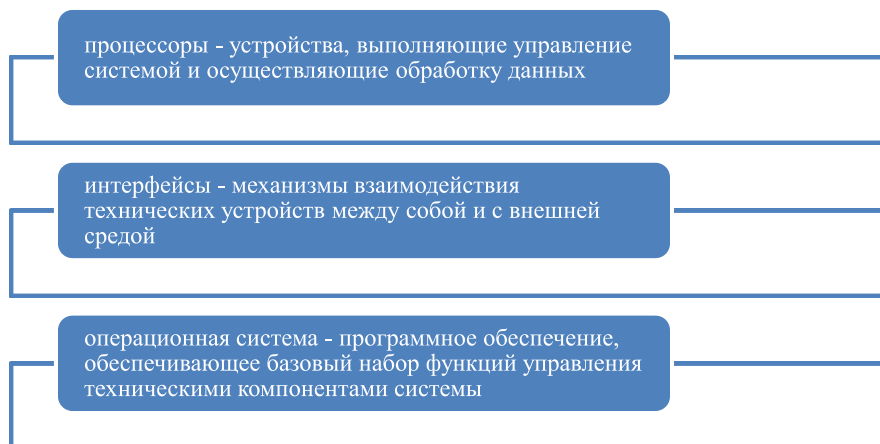 процессоры - устройства, выполняющие управление
системой и осуществляющие обработку данных
интерфейсы - механизмы взаимодействия
технических устройств между собой и с внешней
средой
операционная система - программное обеспечение,
обеспечивающее базовый набор функций управления
техническими компонентами системы